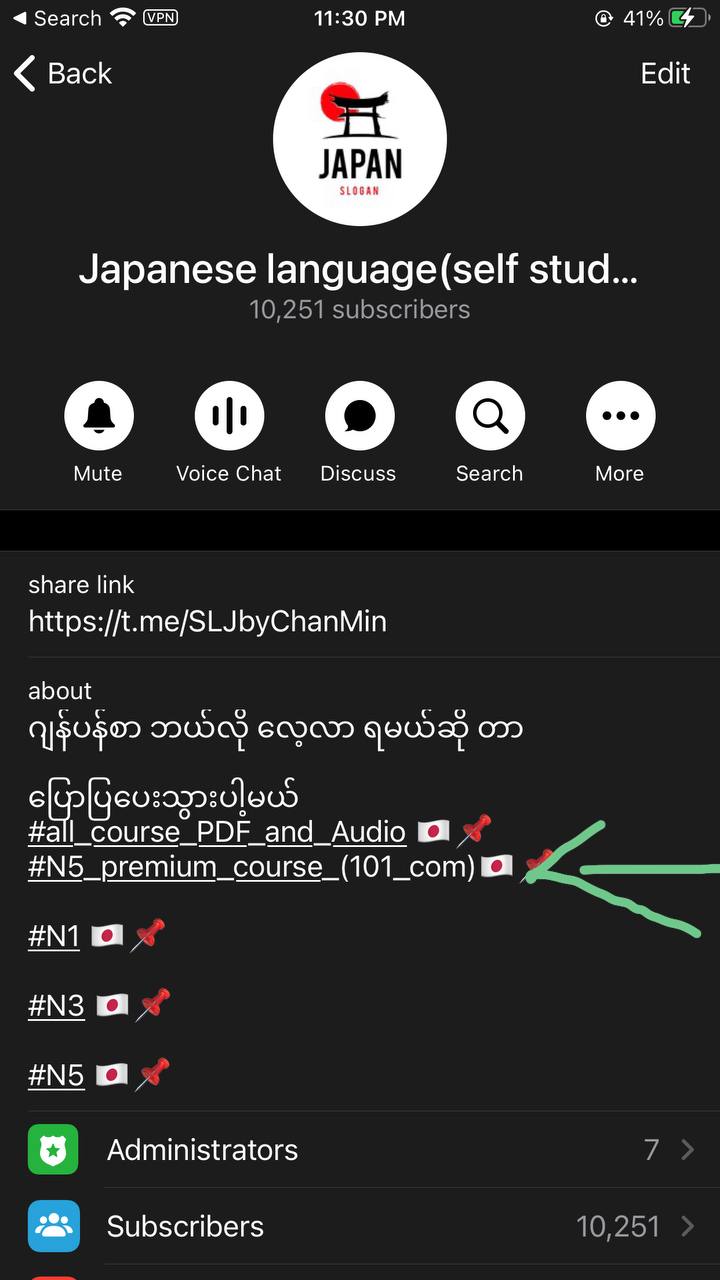 Search VPN 11:30 PM 41%
Back Edit
JAPAN
SLOGAN
Japanese language(self stud...
10,251 subscribers
Mute Voice Chat Discuss Search More
share link
https://t.me/SLJbyChanMin
about
ဂျန်ပန်စာ ဘယ်လို လေ့လာ ရမယ်ဆို တာ
ပြောပြပေးသွားပါ့မယ်
#all_course_PDF_and_Audio 🇯🇵 📌
#N5_premium_course_(101_com)🇯🇵 📌
#N1 🇯🇵 📌
#N3 🇯🇵 📌
#N5 🇯🇵 📌
Administrators 7
Subscribers 10,251